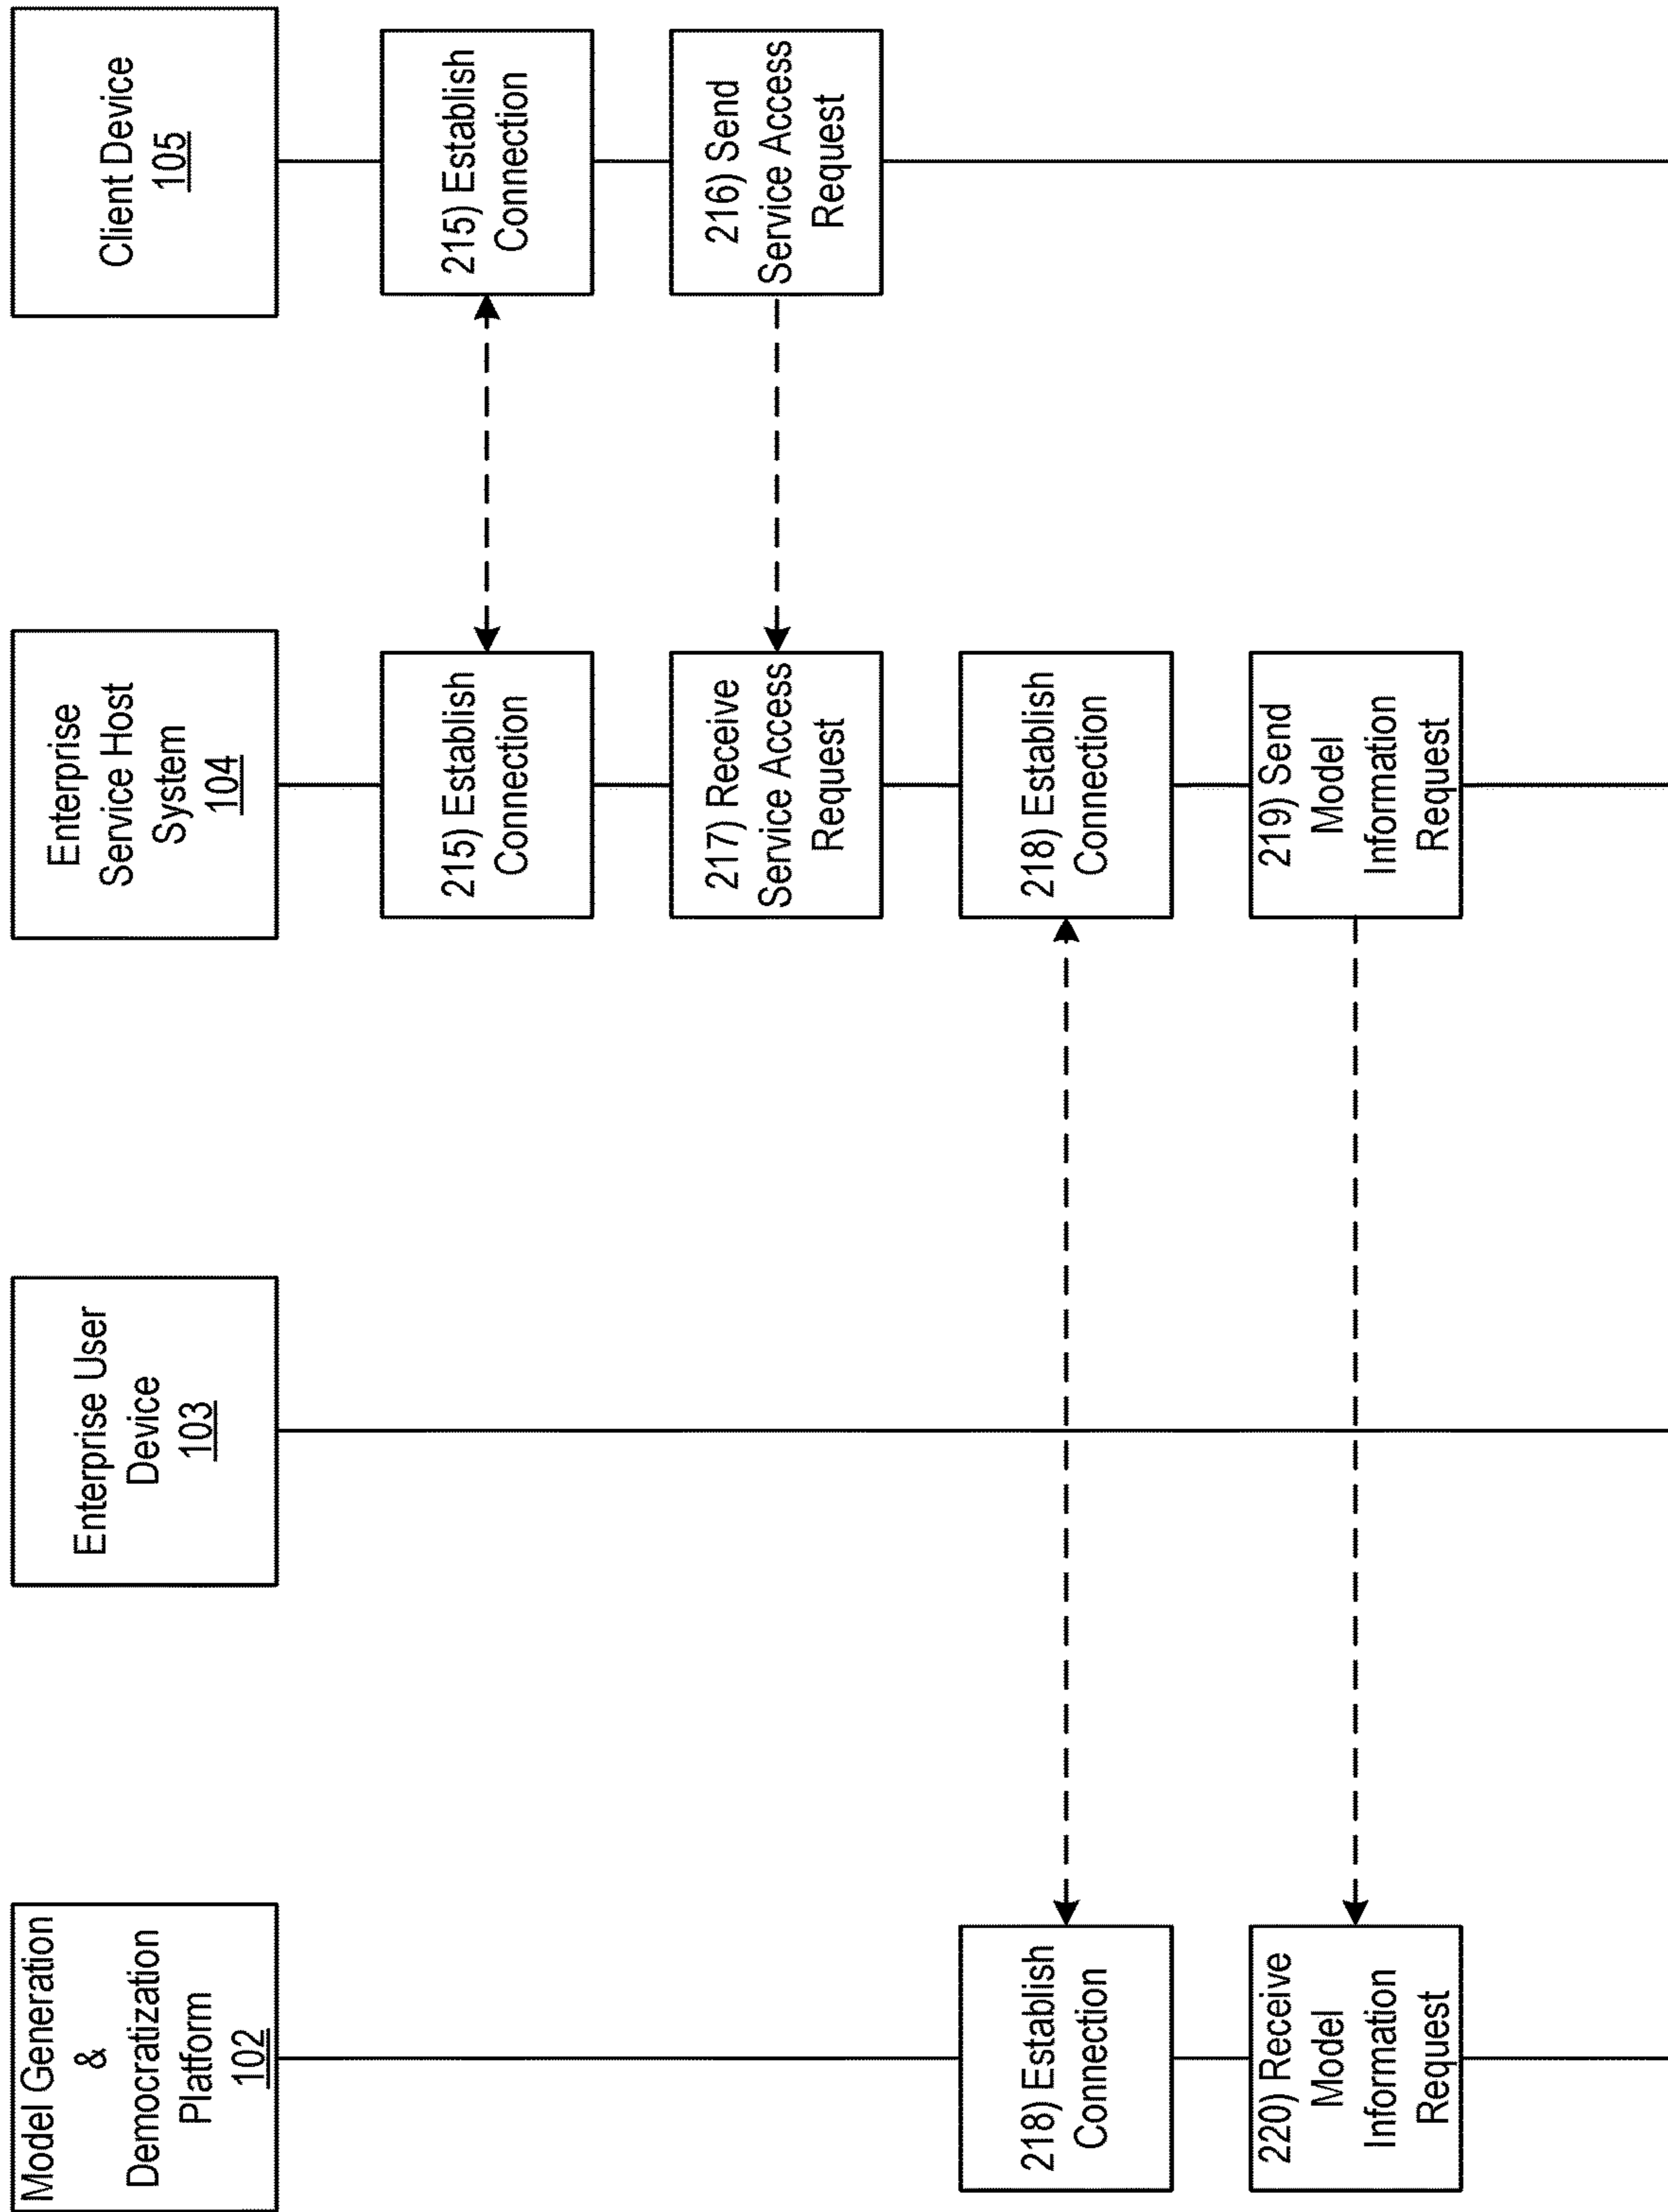 Model Generation
&
Democratization
Platform
102
Enterprise User
Device
103
Enterprise
Service Host
System
104
Client Device
105
215) Establish
Connection
215) Establish
Connection
217) Receive
Service Access
Request
216) Send
Service Access
Request
218) Establish
Connection
218) Establish
Connection
220) Receive
Model
Information
Request
219) Send
Model
Information
Request